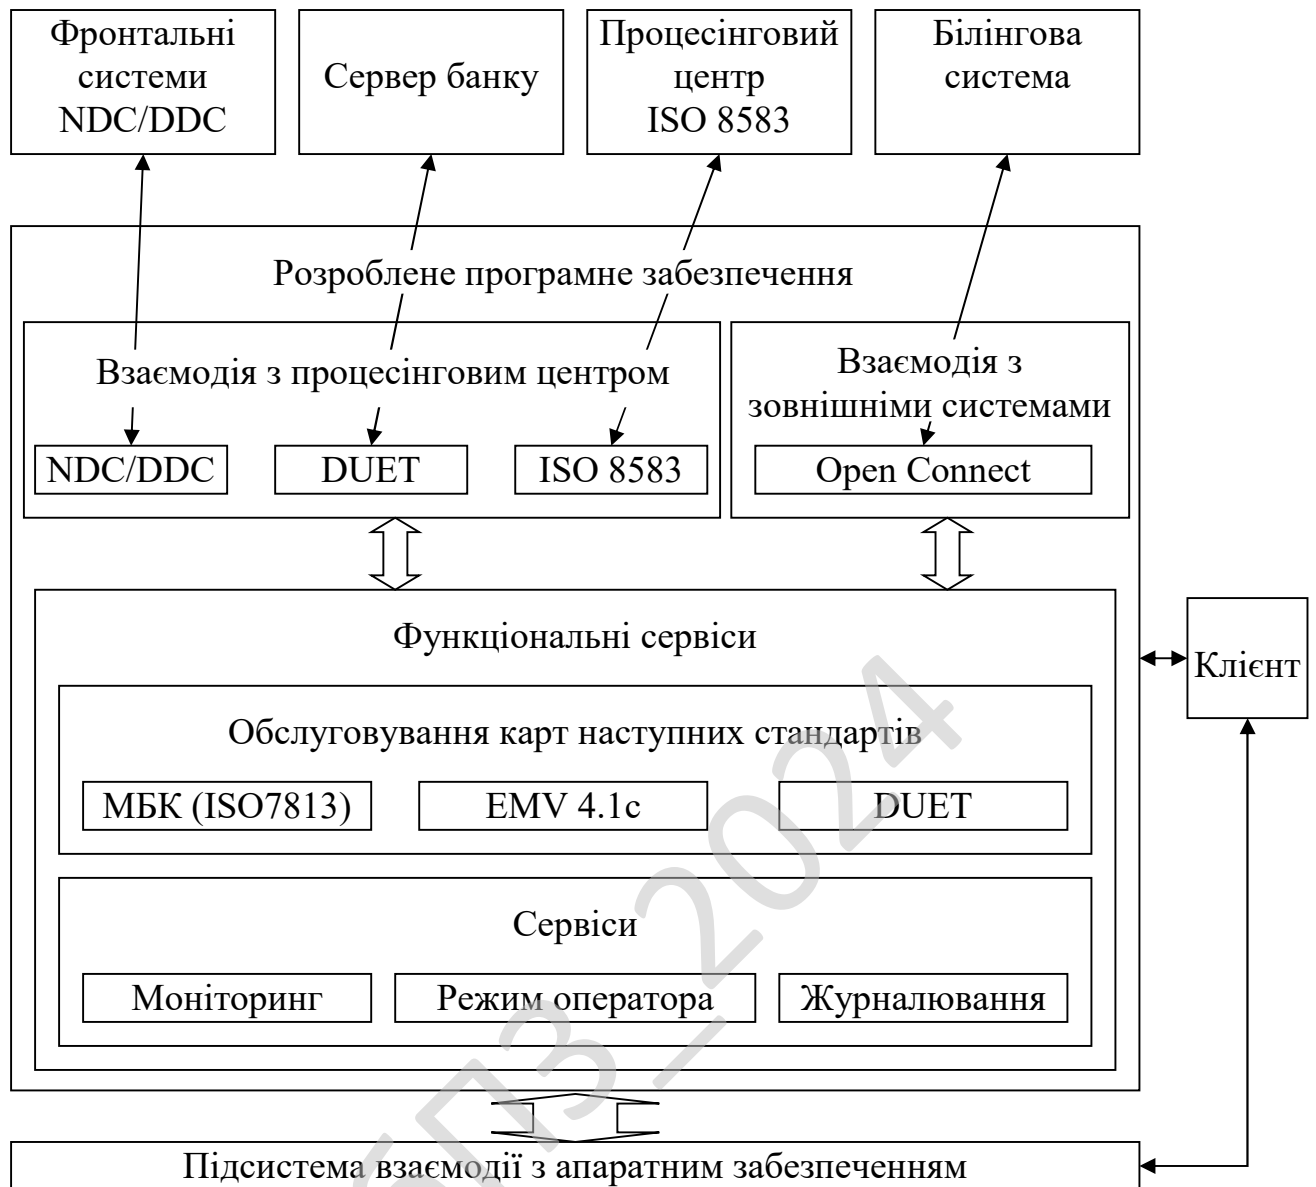 Фронтальні
системи
NDC/DDC
Сервер банку
Процесінговий
центр
ISO 8583
Білінгова
система
Розроблене програмне забезпечення
Взаємодія з процесінговим центром
NDC/DDC
DUET
ISO 8583
Взаємодія з
зовнішніми системами
Open Connect
Функціональні сервіси
Обслуговування карт наступних стандартів
МБК (ISO7813)
EMV 4.1c
DUET
Сервіси
Моніторинг
Режим оператора
Журналювання
Клієнт
Підсистема взаємодії з апаратним забезпеченням